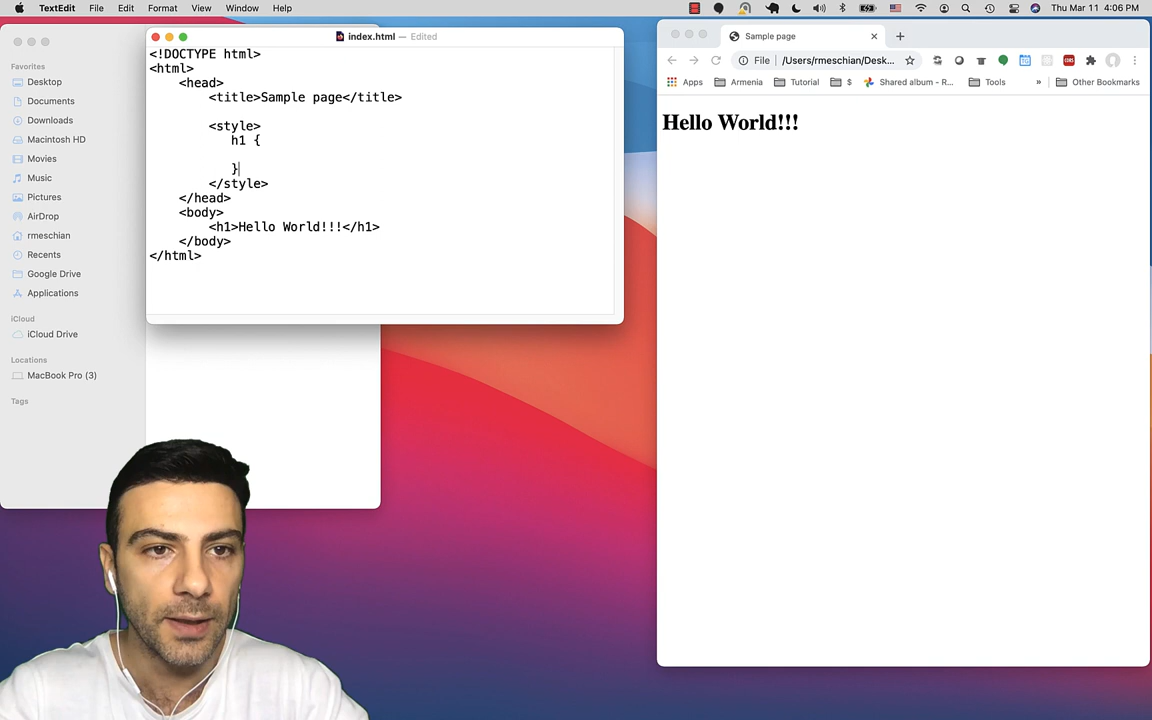 TextEdit File Edit Format View Window Help Thu Mar 11 4:06 PM
Favorites
Desktop
Documents
Downloads
Macintosh HD
Movies
Music
Pictures
AirDrop
rmeschian
Recents
Google Drive
Applications
iCloud
iCloud Drive
Locations
MacBook Pro (3)
Tags
index.html — Edited
<!DOCTYPE html>
<html>
<head>
<title>Sample page</title>
<style>
h1 {
}
</style>
</head>
<body>
<h1>Hello World!!!</h1>
</body>
</html>
Sample page
File /Users/rmeschian/Desk...
Apps Armenia Tutorial $ Shared album - R... Tools » Other Bookmarks
Hello World!!!